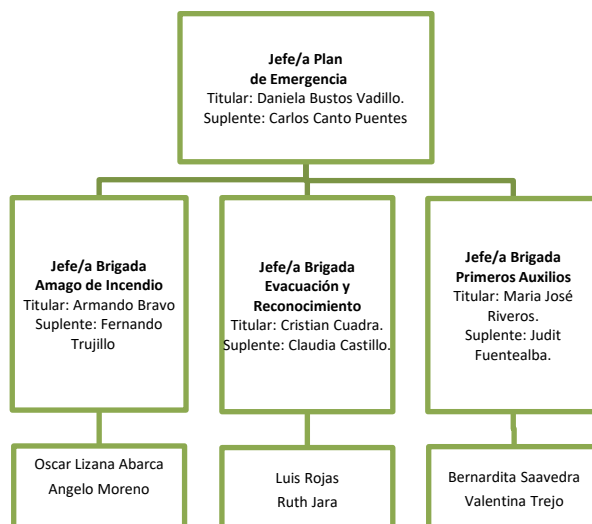 Jefe/a Plan
de Emergencia
Titular: Daniela Bustos Vadillo.
Suplente: Carlos Canto Puentes
Jefe/a Brigada
Amago de Incendio
Titular: Armando Bravo
Suplente: Fernando
Trujillo
Jefe/a Brigada
Evacuación y
Reconocimiento
Titular: Cristian Cuadra.
Suplente: Claudia Castillo.
Jefe/a Brigada
Primeros Auxilios
Titular: Maria José
Riveros.
Suplente: Judit
Fuentealba.
Oscar Lizana Abarca
Angelo Moreno
Luis Rojas
Ruth Jara
Bernardita Saavedra
Valentina Trejo